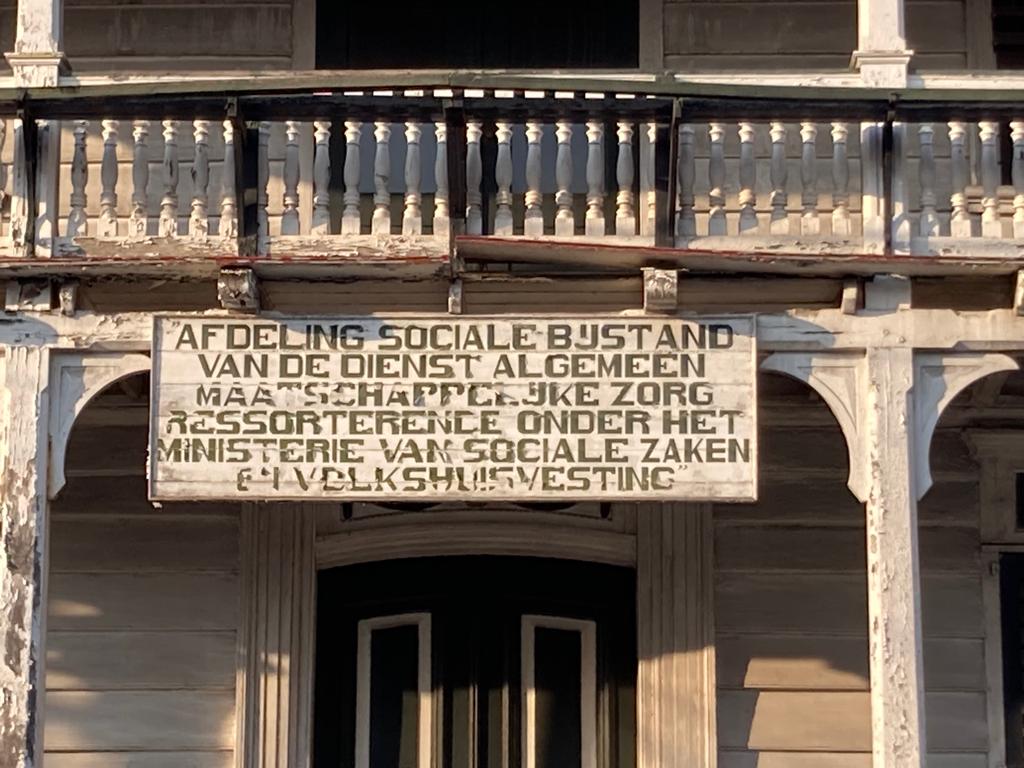 "AFDELING SOCIALE BIJSTAND
VAN DE DIENST ALGEMEEN
MAATSCHAPPELIJKE ZORG
RESSORTERENDE ONDER HET
MINISTERIE VAN SOCIALE ZAKEN
EN VOLKSHUISVESTING"